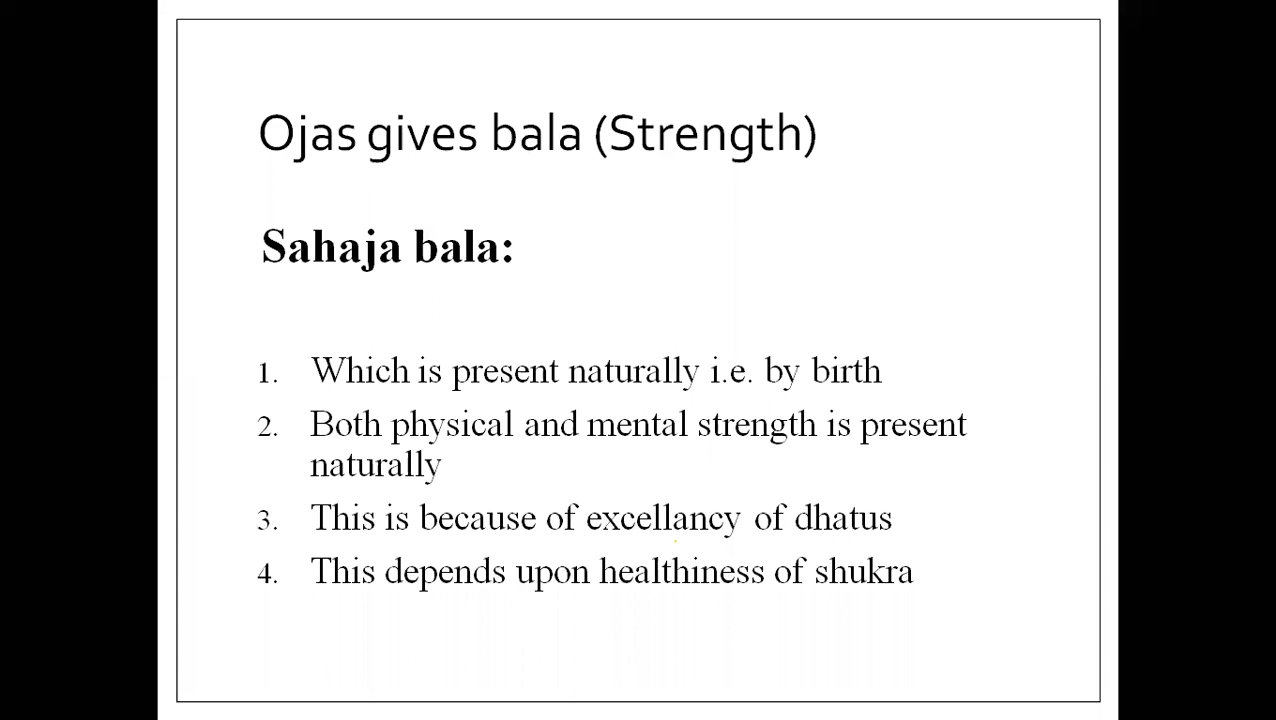 Ojas gives bala (Strength)
Sahaja bala:
1. Which is present naturally i.e. by birth
2. Both physical and mental strength is present
naturally
3. This is because of excellancy of dhatus
4. This depends upon healthiness of shukra